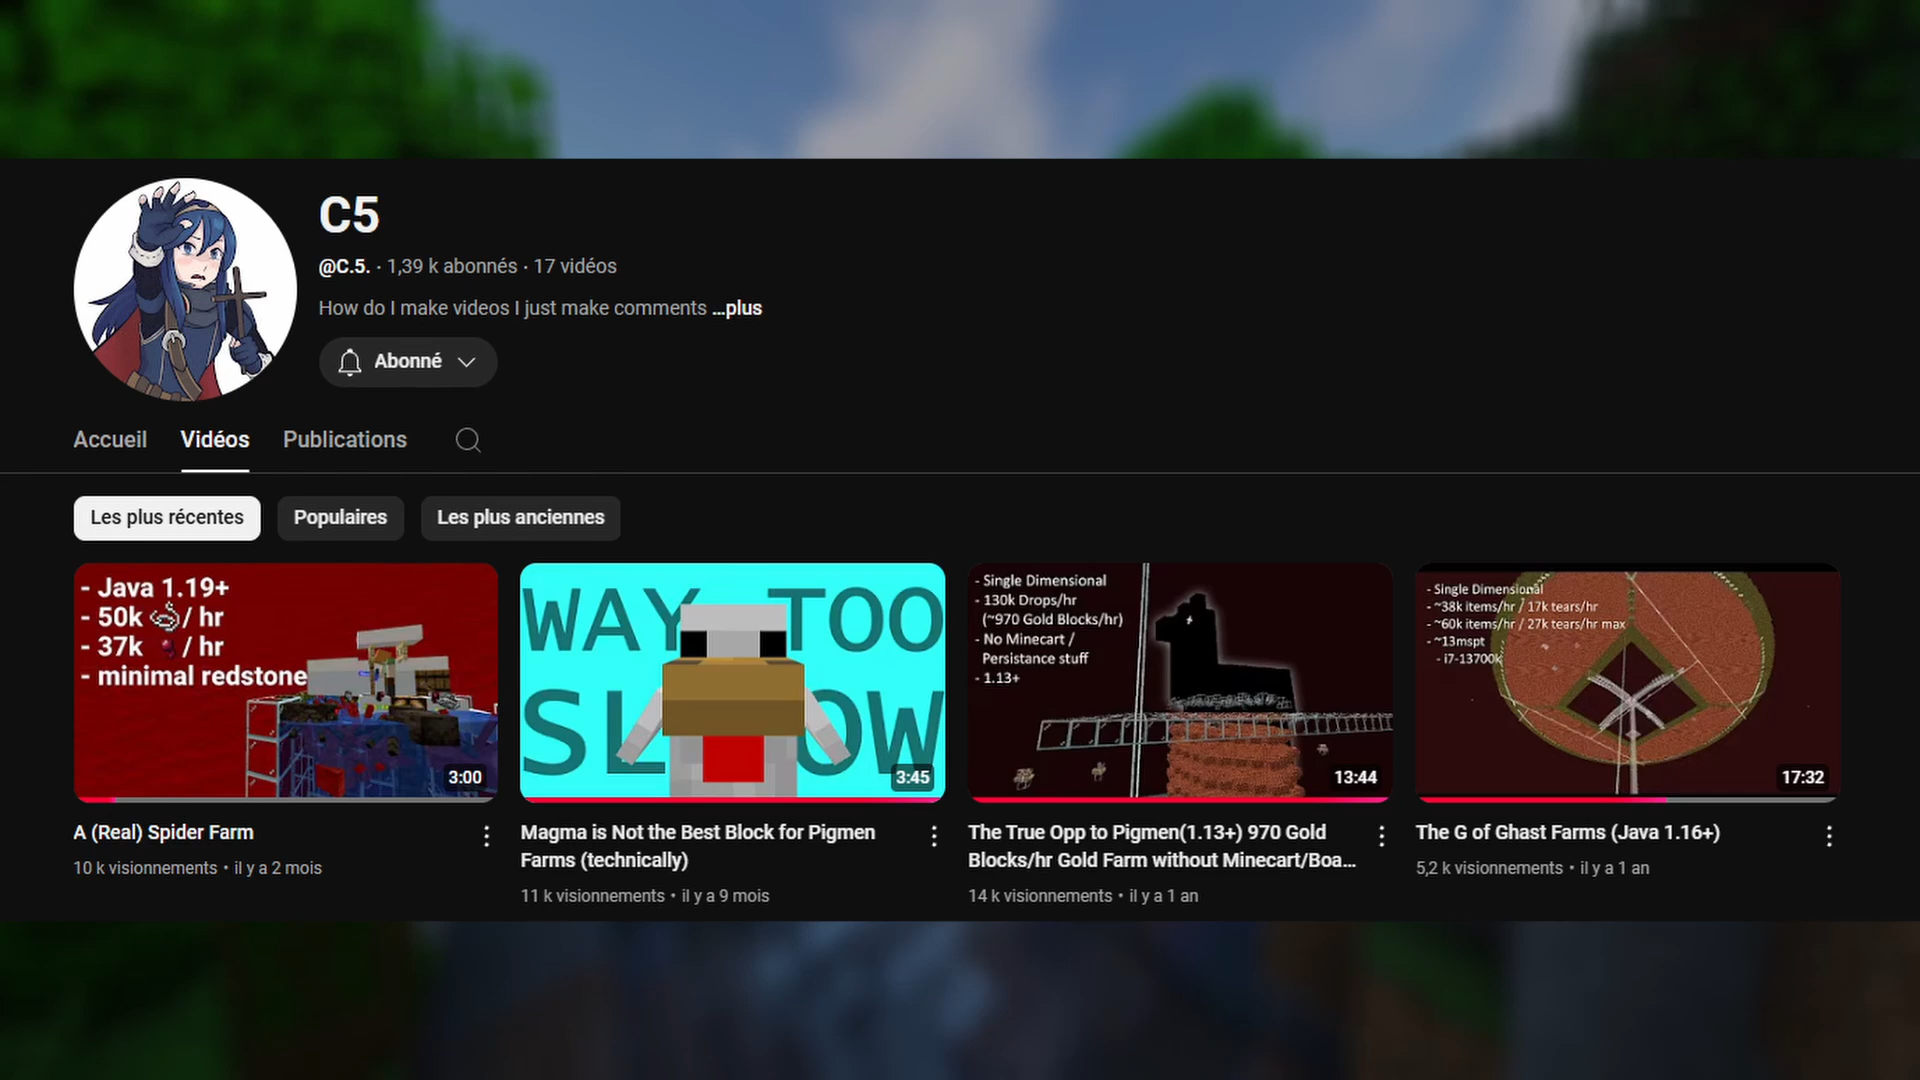 C5
@C.5. · 1,39 k abonnés · 17 vidéos
How do I make videos I just make comments ...plus
Abonné
Accueil
Vidéos
Publications
Les plus récentes
Populaires
Les plus anciennes
- Java 1.19+
- 50k / hr
- 37k / hr
- minimal redstone
3:00
WAY TOO
SLOW
3:45
- Single Dimensional
- 130k Drops/hr
(~970 Gold Blocks/hr)
- No Minecart /
Persistance stuff
- 1.13+
13:44
- Single Dimensional
- ~38k items/hr / 17k tears/hr
- ~60k items/hr / 27k tears/hr max
- ~13mspt
- i7-13700k
17:32
A (Real) Spider Farm
10 k visionnements • il y a 2 mois
Magma is Not the Best Block for Pigmen
Farms (technically)
11 k visionnements • il y a 9 mois
The True Opp to Pigmen(1.13+) 970 Gold
Blocks/hr Gold Farm without Minecart/Boa...
14 k visionnements • il y a 1 an
The G of Ghast Farms (Java 1.16+)
5,2 k visionnements • il y a 1 an